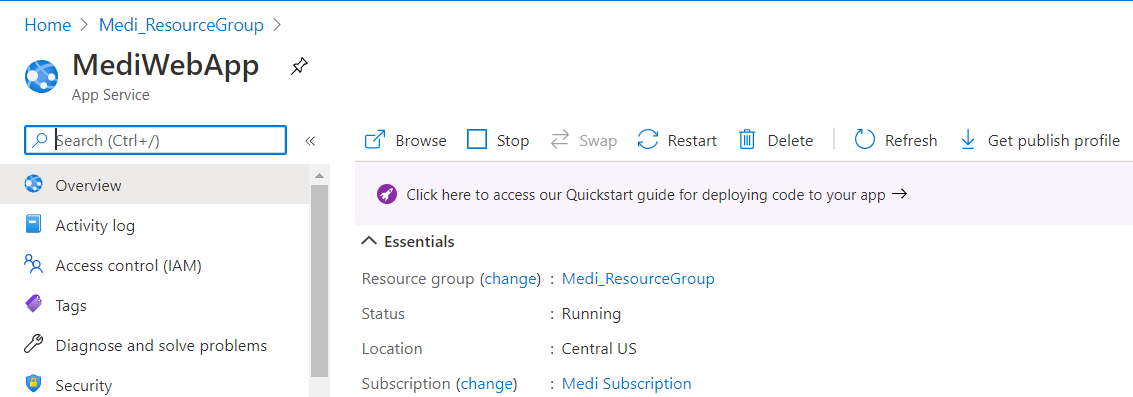 Home > Medi_ResourceGroup >
MediWebApp
App Service
Search (Ctrl+/)
«
Overview
Activity log
Access control (IAM)
Tags
Diagnose and solve problems
Security
Browse Stop Swap Restart Delete Refresh Get publish profile
Click here to access our Quickstart guide for deploying code to your app →
Essentials
Resource group (change) : Medi_ResourceGroup
Status : Running
Location : Central US
Subscription (change) : Medi Subscription